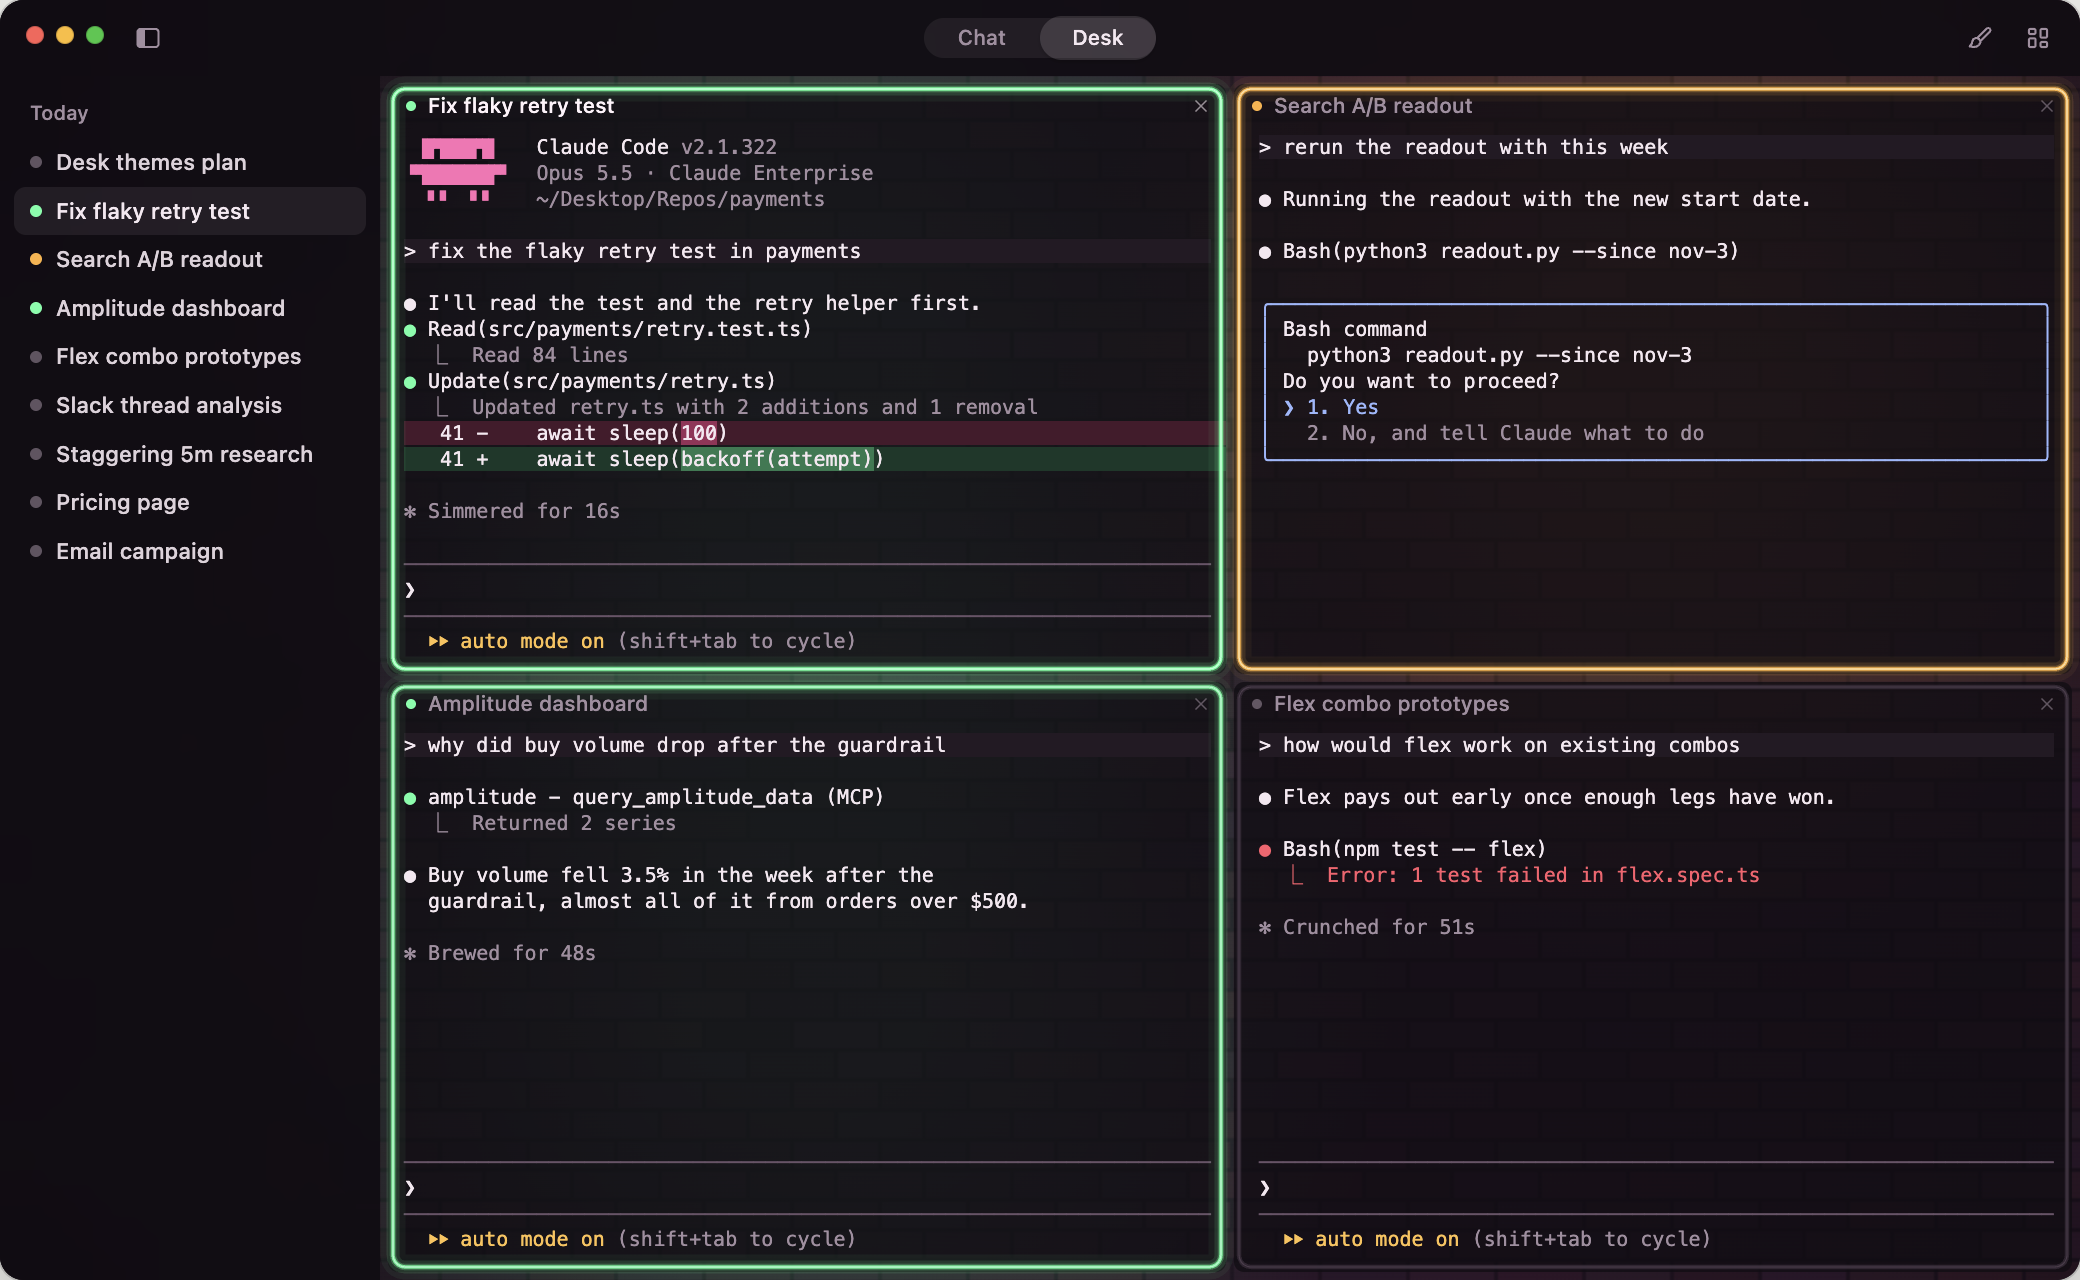 Chat
Desk
Today
Desk themes plan
Fix flaky retry test
Search A/B readout
Amplitude dashboard
Flex combo prototypes
Slack thread analysis
Staggering 5m research
Pricing page
Email campaign
Fix flaky retry test
Claude Code v2.1.322
Opus 5.5 · Claude Enterprise
~/Desktop/Repos/payments
> fix the flaky retry test in payments
● I'll read the test and the retry helper first.
● Read(src/payments/retry.test.ts)
⎿ Read 84 lines
● Update(src/payments/retry.ts)
⎿ Updated retry.ts with 2 additions and 1 removal
41 - await sleep(100)
41 + await sleep(backoff(attempt))
✻ Simmered for 16s
❯
⏵⏵ auto mode on (shift+tab to cycle)
Search A/B readout
> rerun the readout with this week
● Running the readout with the new start date.
● Bash(python3 readout.py --since nov-3)
Bash command
python3 readout.py --since nov-3
Do you want to proceed?
❯ 1. Yes
2. No, and tell Claude what to do
Amplitude dashboard
> why did buy volume drop after the guardrail
● amplitude - query_amplitude_data (MCP)
⎿ Returned 2 series
● Buy volume fell 3.5% in the week after the
guardrail, almost all of it from orders over $500.
✻ Brewed for 48s
❯
⏵⏵ auto mode on (shift+tab to cycle)
Flex combo prototypes
> how would flex work on existing combos
● Flex pays out early once enough legs have won.
● Bash(npm test -- flex)
⎿ Error: 1 test failed in flex.spec.ts
✻ Crunched for 51s
❯
⏵⏵ auto mode on (shift+tab to cycle)